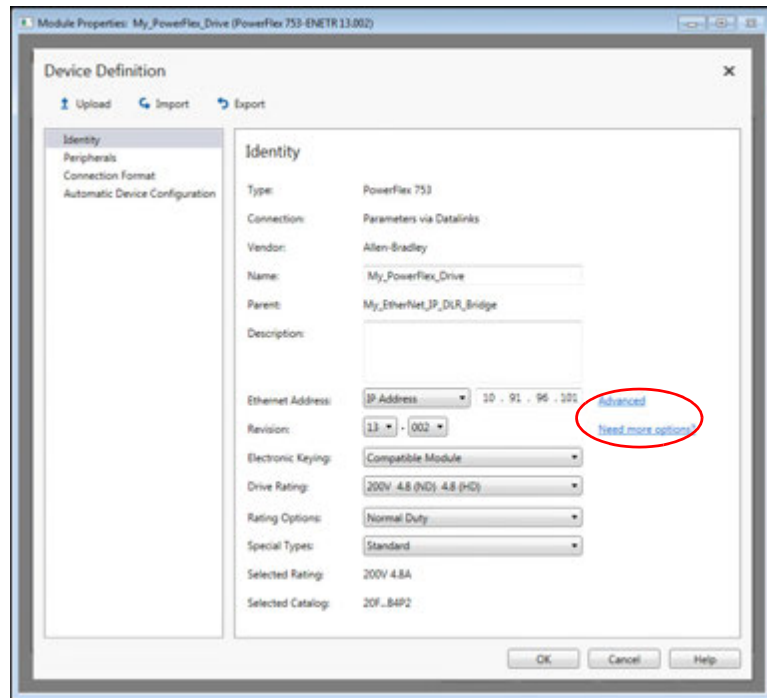 Module Properties: My_PowerFlex_Drive (PowerFlex 753-ENETR 13.002)
Device Definition
Upload Import Export
Identity
Peripherals
Connection Format
Automatic Device Configuration
Identity
Type: PowerFlex 753
Connection: Parameters via Datalinks
Vendor: Allen-Bradley
Name: My_PowerFlex_Drive
Parent: My_EtherNet_IP_DLR_Bridge
Description:
Ethernet Address: IP Address 10 . 91 . 96 . 101 Advanced
Revision: 13 - 002 Need more options?
Electronic Keying: Compatible Module
Drive Rating: 200V 4.8 (ND) 4.8 (HD)
Rating Options: Normal Duty
Special Types: Standard
Selected Rating: 200V 4.8A
Selected Catalog: 20F...B4P2
OK Cancel Help